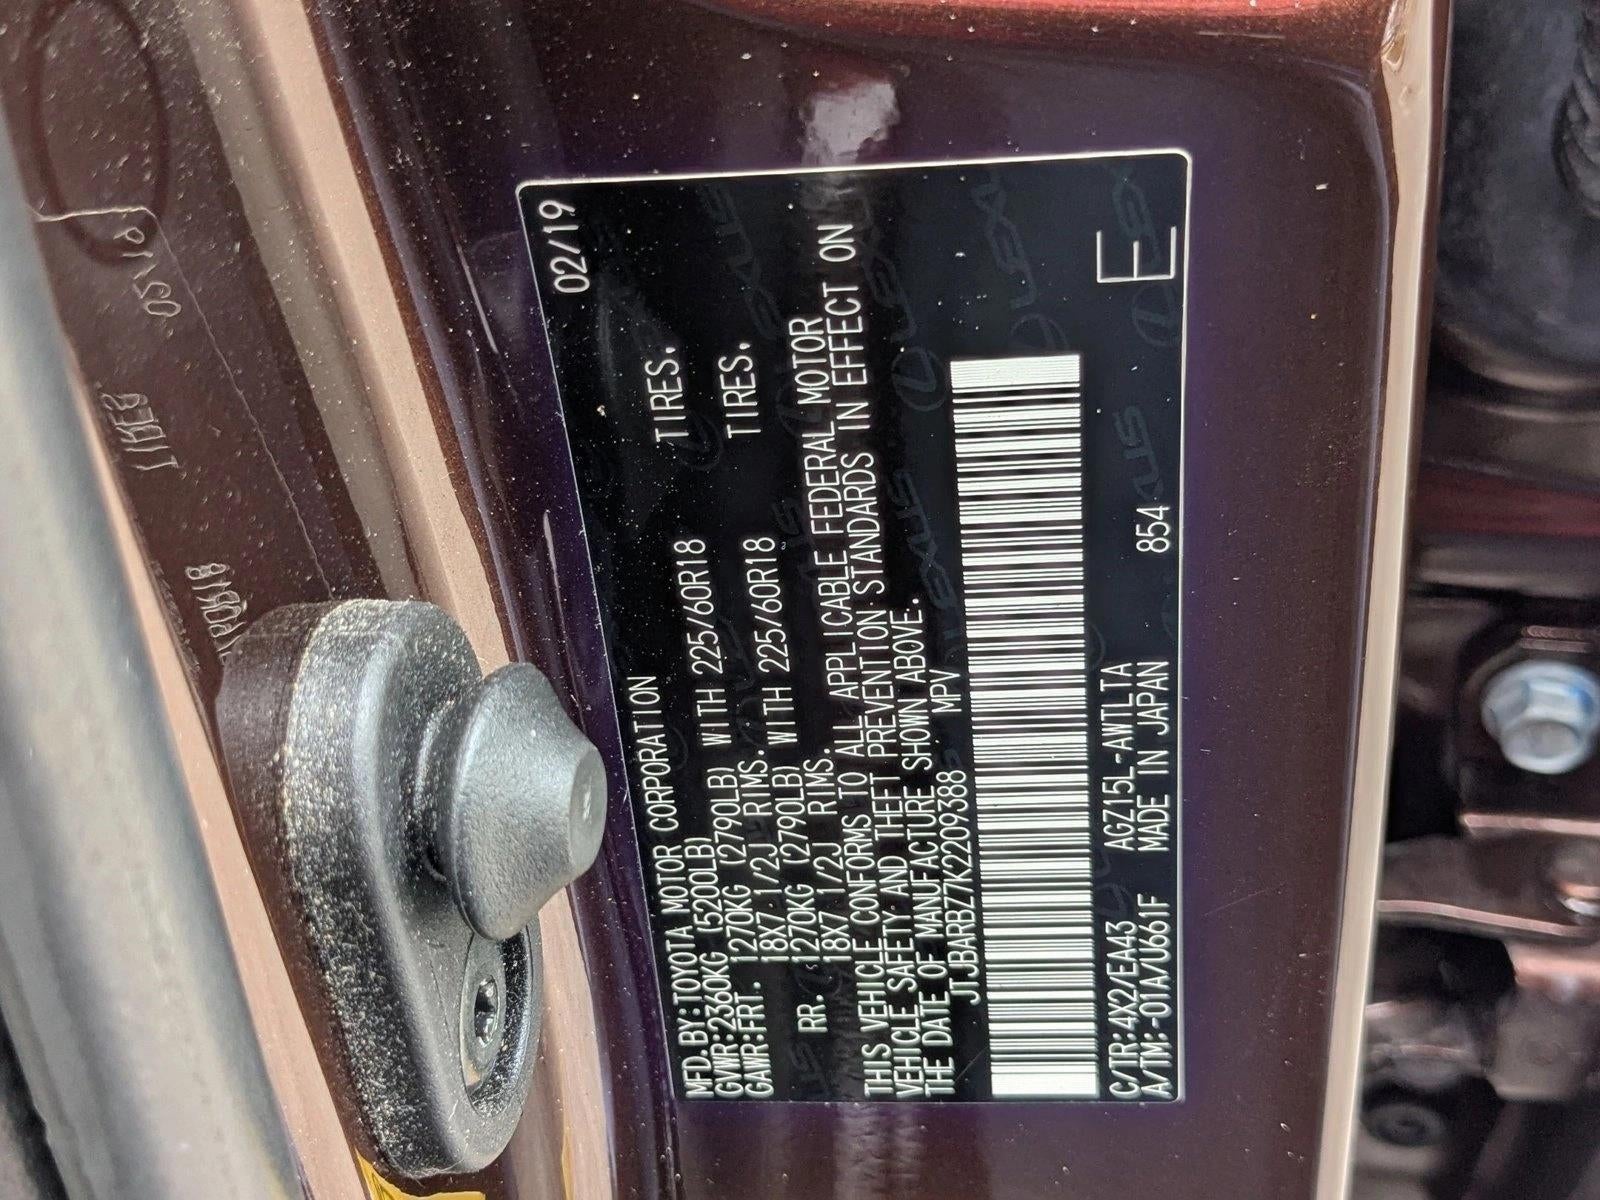 MFD.BY:TOYOTA MOTOR CORPORATION 02/19
GVWR:2360KG (5200LB)
GAWR:FRT. 1270KG (2790LB) WITH 225/60R18 TIRES.
18X7 1/2J RIMS.
RR. 1270KG (2790LB) WITH 225/60R18 TIRES.
18X7 1/2J RIMS.
THIS VEHICLE CONFORMS TO ALL APPLICABLE FEDERAL MOTOR
VEHICLE SAFETY AND THEFT PREVENTION STANDARDS IN EFFECT ON
THE DATE OF MANUFACTURE SHOWN ABOVE.
JTJBARBZ7K2209388 MPV
E
C/TR:4X2/EA43 AGZ15L-AWTLTA 854
A/TM:-01A/U661F MADE IN JAPAN
LEXUS